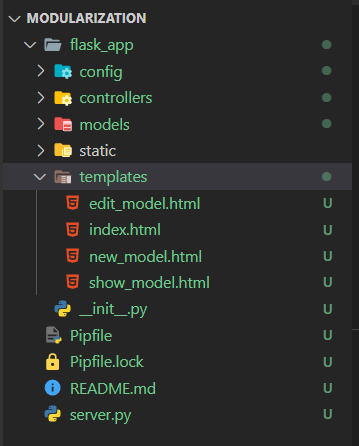 MODULARIZATION
flask_app
config
controllers
models
static
templates
edit_model.html U
index.html U
new_model.html U
show_model.html U
__init__.py U
Pipfile U
Pipfile.lock U
README.md U
server.py U